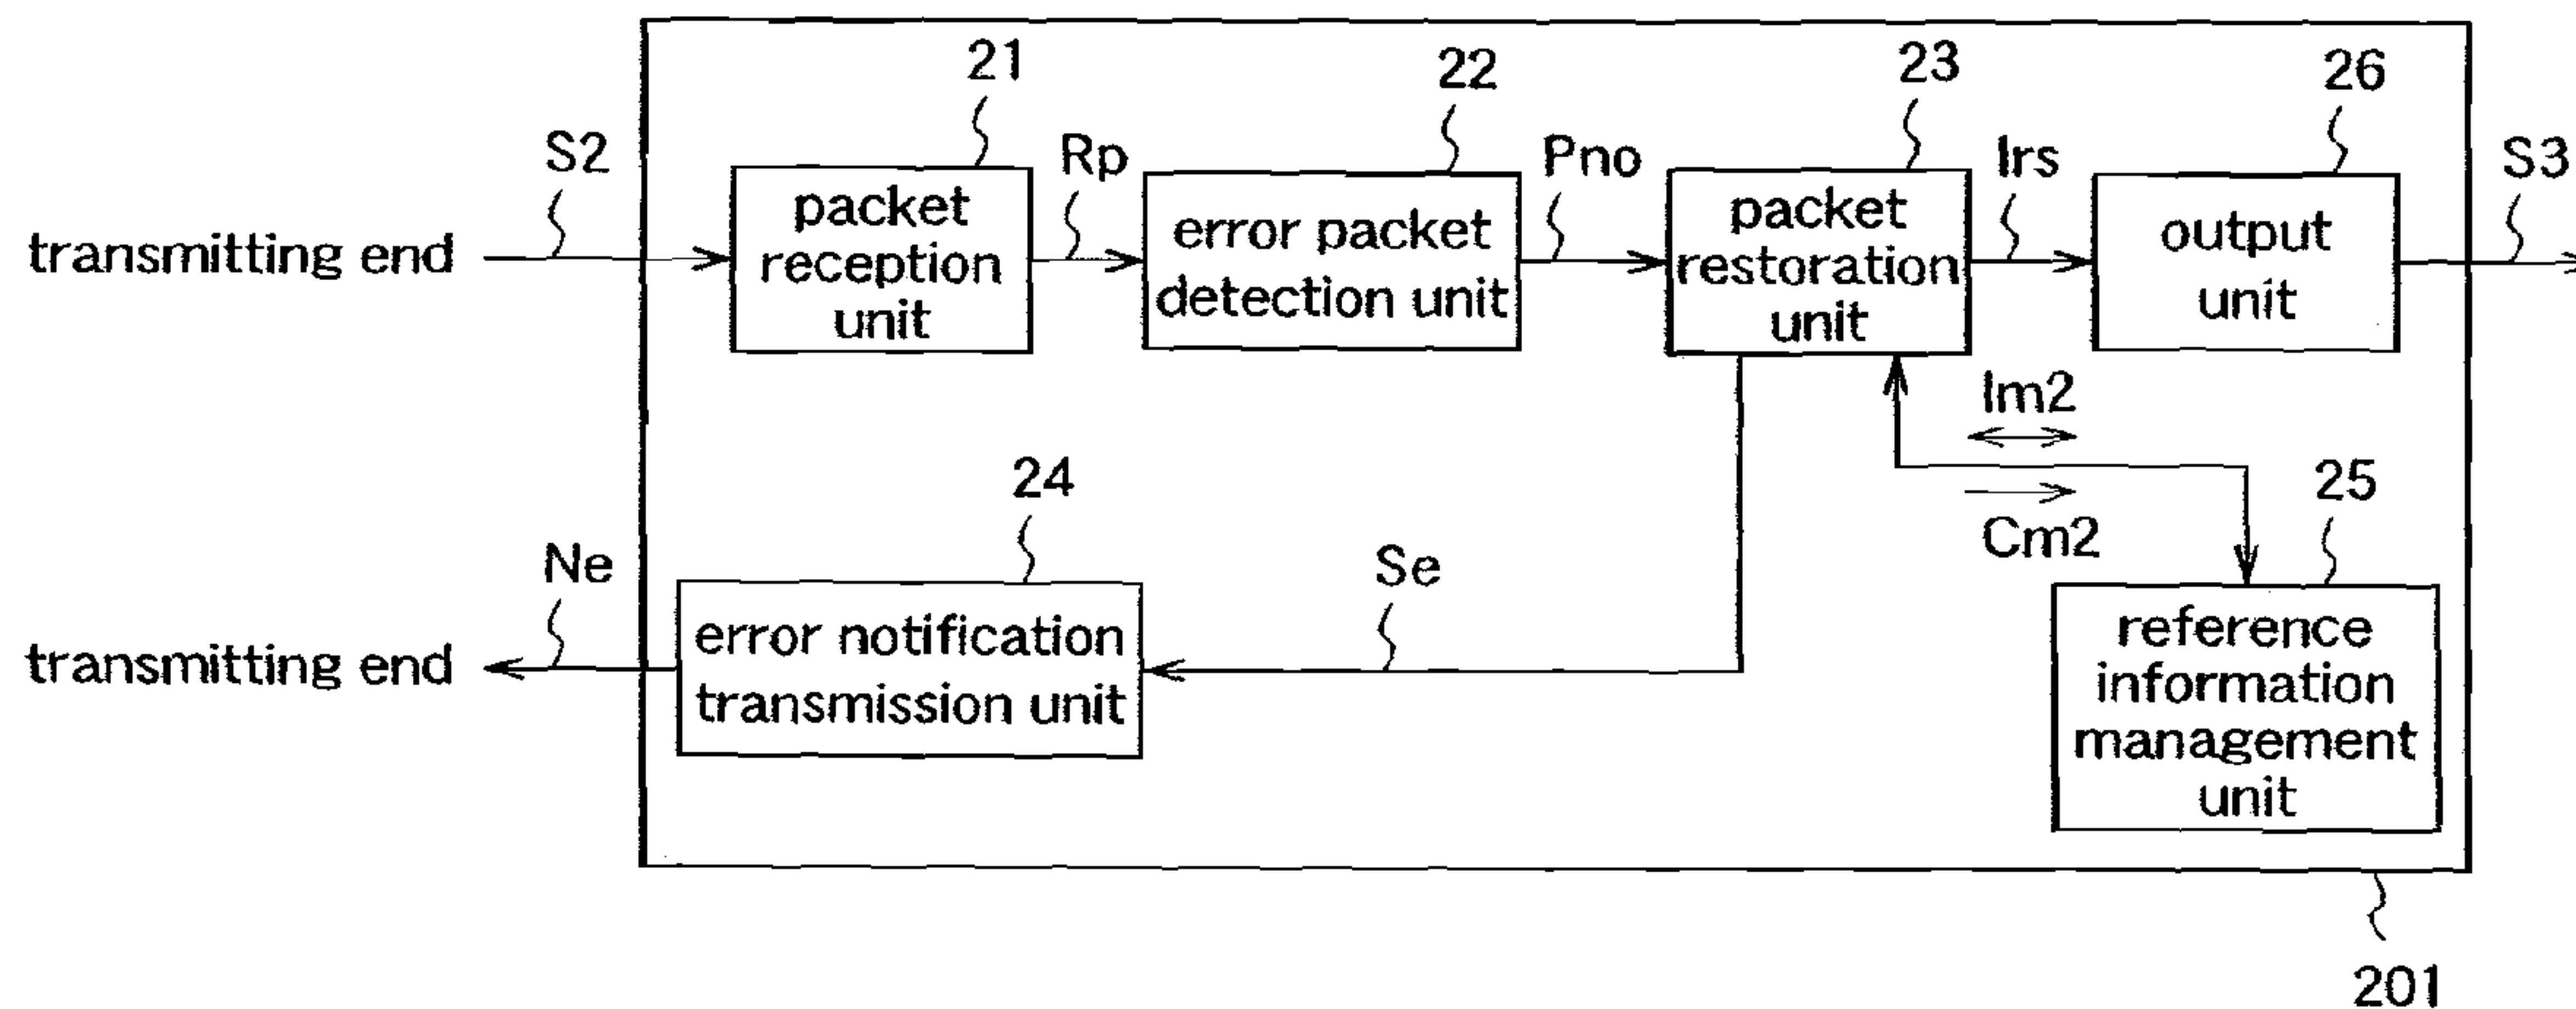 21
22
23
26
S2
Rp
Pno
Irs
S3
transmitting end
packet
reception
unit
error packet
detection unit
packet
restoration
unit
output
unit
Im2
Cm2
24
25
Ne
Se
transmitting end
error notification
transmission unit
reference
information
management
unit
201